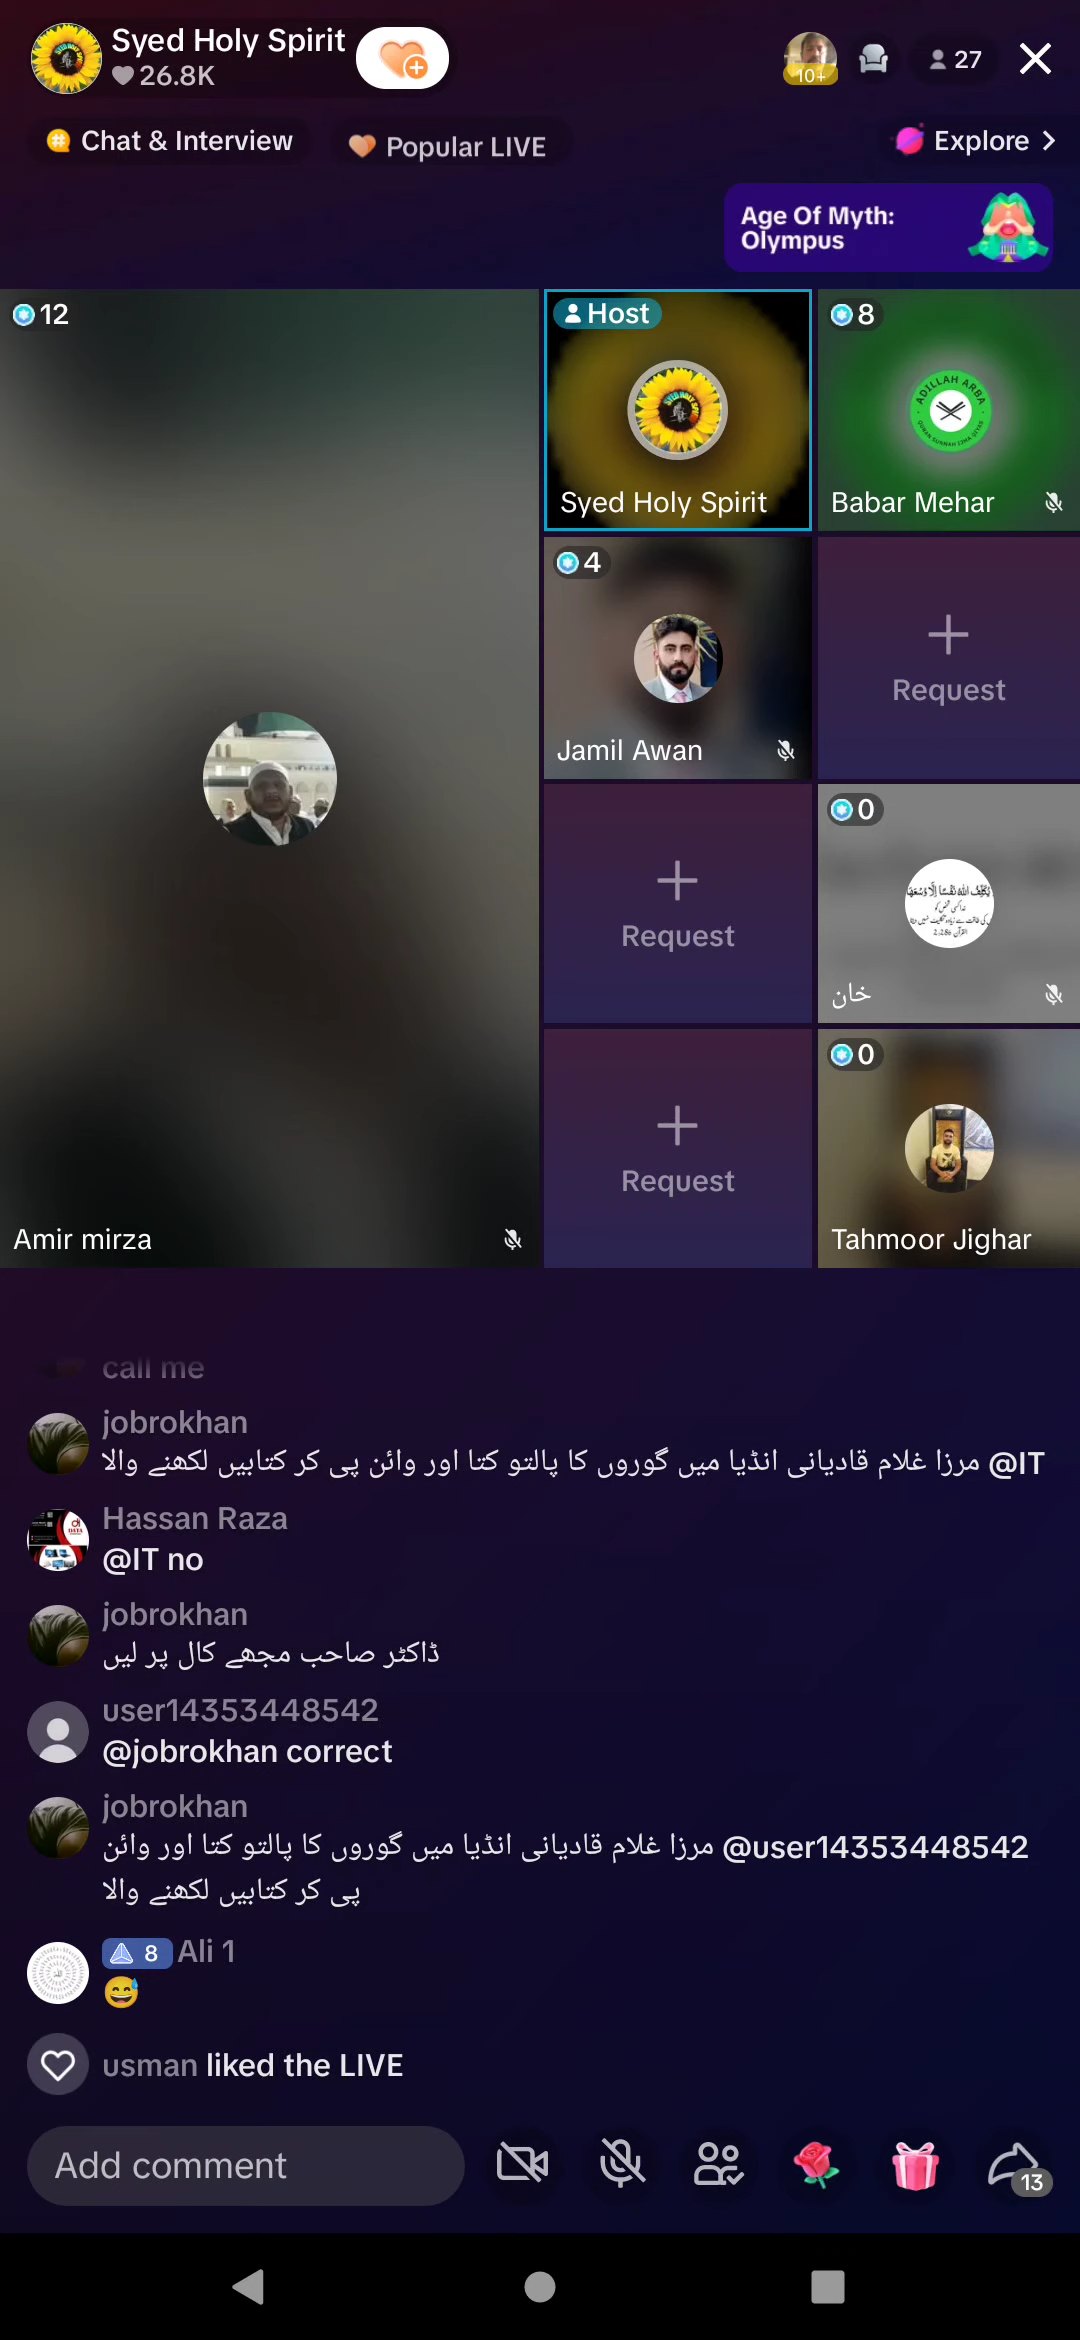 Syed Holy Spirit
26.8K
10+
27
Chat & Interview
Popular LIVE
Explore
Age Of Myth:
Olympus
12
Host
8
ADILLAH ARBA
Syed Holy Spirit
Babar Mehar
4
Request
Jamil Awan
0
Request
خان
0
Request
Amir mirza
Tahmoor Jighar
call me
jobrokhan
@IT مرزا غلام قادیانی انڈیا میں گوروں کا پالتو کتا اور وائن پی کر کتابیں لکھنے والا
Hassan Raza
@IT no
jobrokhan
ڈاکٹر صاحب مجھے کال پر لیں
user14353448542
@jobrokhan correct
jobrokhan
@user14353448542 مرزا غلام قادیانی انڈیا میں گوروں کا پالتو کتا اور وائن
پی کر کتابیں لکھنے والا
8 Ali 1
😅
usman liked the LIVE
Add comment
13